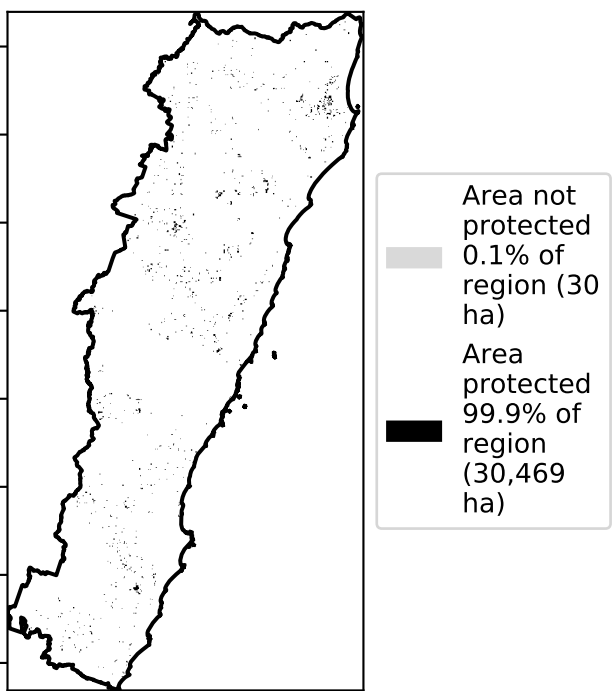 Area not
protected
0.1% of
region (30
ha)
Area
protected
99.9% of
region
(30,469
ha)